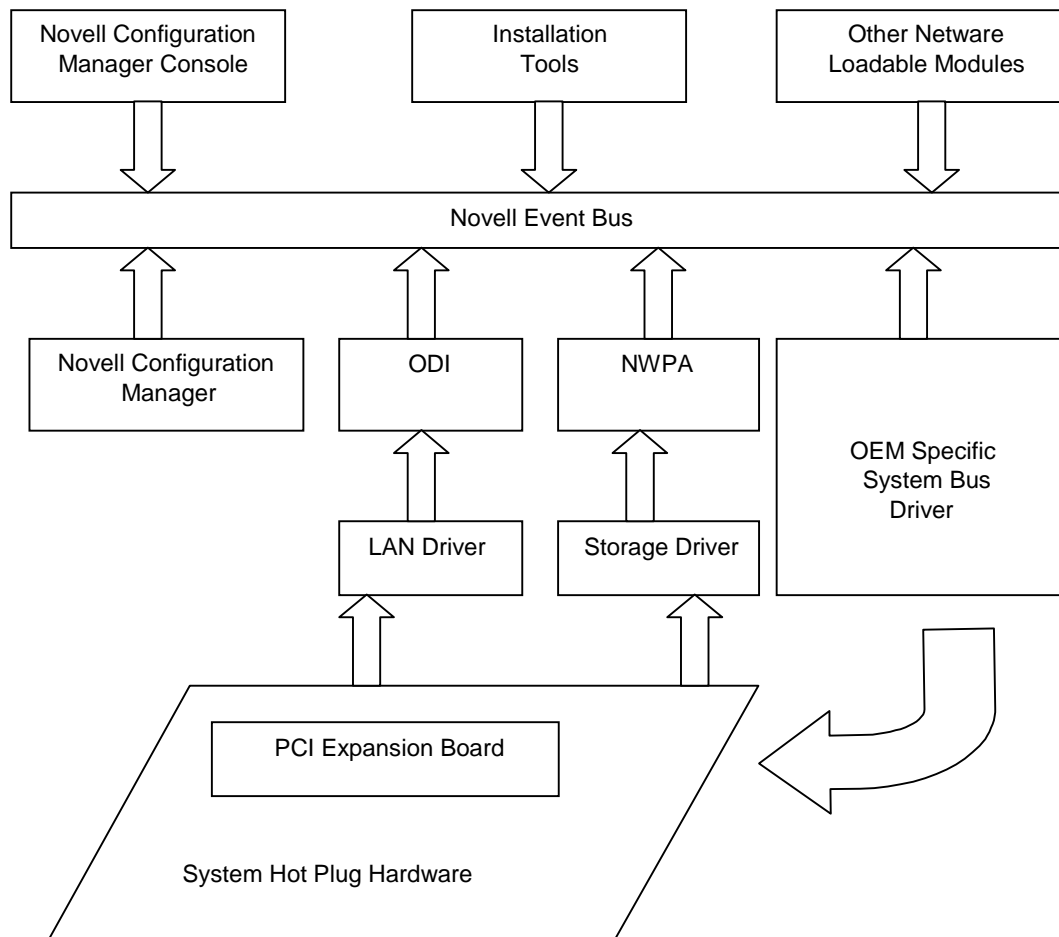 Novell Configuration
Manager Console
Installation
Tools
Other Netware
Loadable Modules
Novell Event Bus
Novell Configuration
Manager
ODI
NWPA
OEM Specific
System Bus
Driver
LAN Driver
Storage Driver
PCI Expansion Board
System Hot Plug Hardware